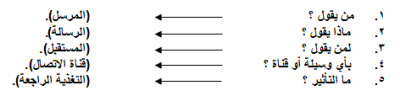 ١. من يقول ؟ (المرسل).
٢. ماذا يقول ؟ (الرسالة).
٣. لمن يقول ؟ (المستقبل).
٤. بأي وسيلة أو قناة ؟ (قناة الاتصال).
٥. ما التأثير ؟ (التغذية الراجعة).